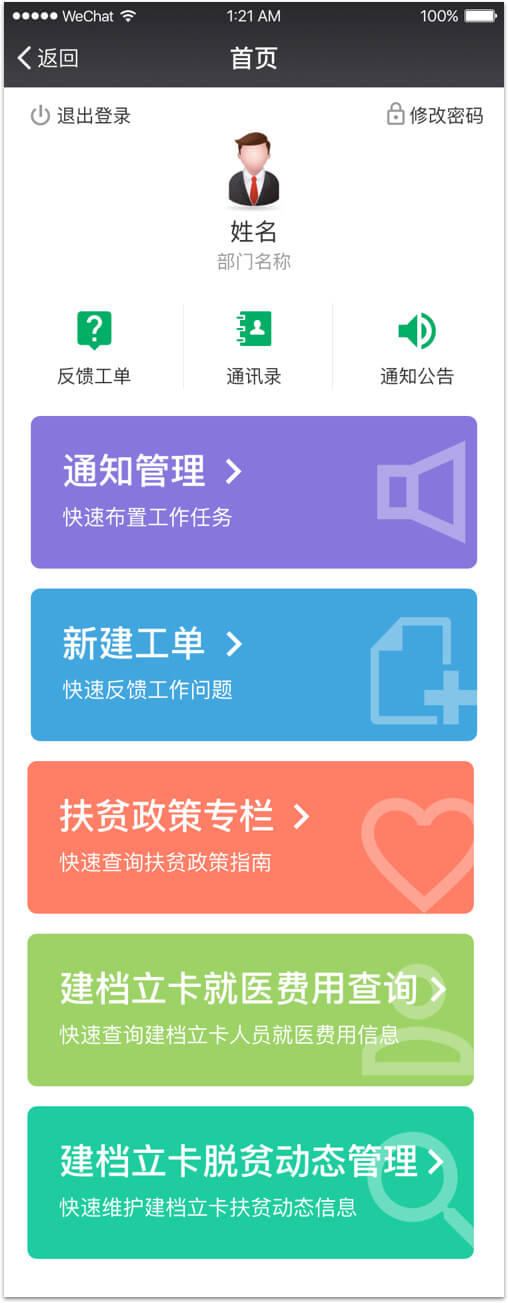 WeChat 1:21 AM 100%
返回 首页
退出登录 修改密码
姓名
部门名称
反馈工单 通讯录 通知公告
通知管理
快速布置工作任务
新建工单
快速反馈工作问题
扶贫政策专栏
快速查询扶贫政策指南
建档立卡就医费用查询
快速查询建档立卡人员就医费用信息
建档立卡脱贫动态管理
快速维护建档立卡扶贫动态信息